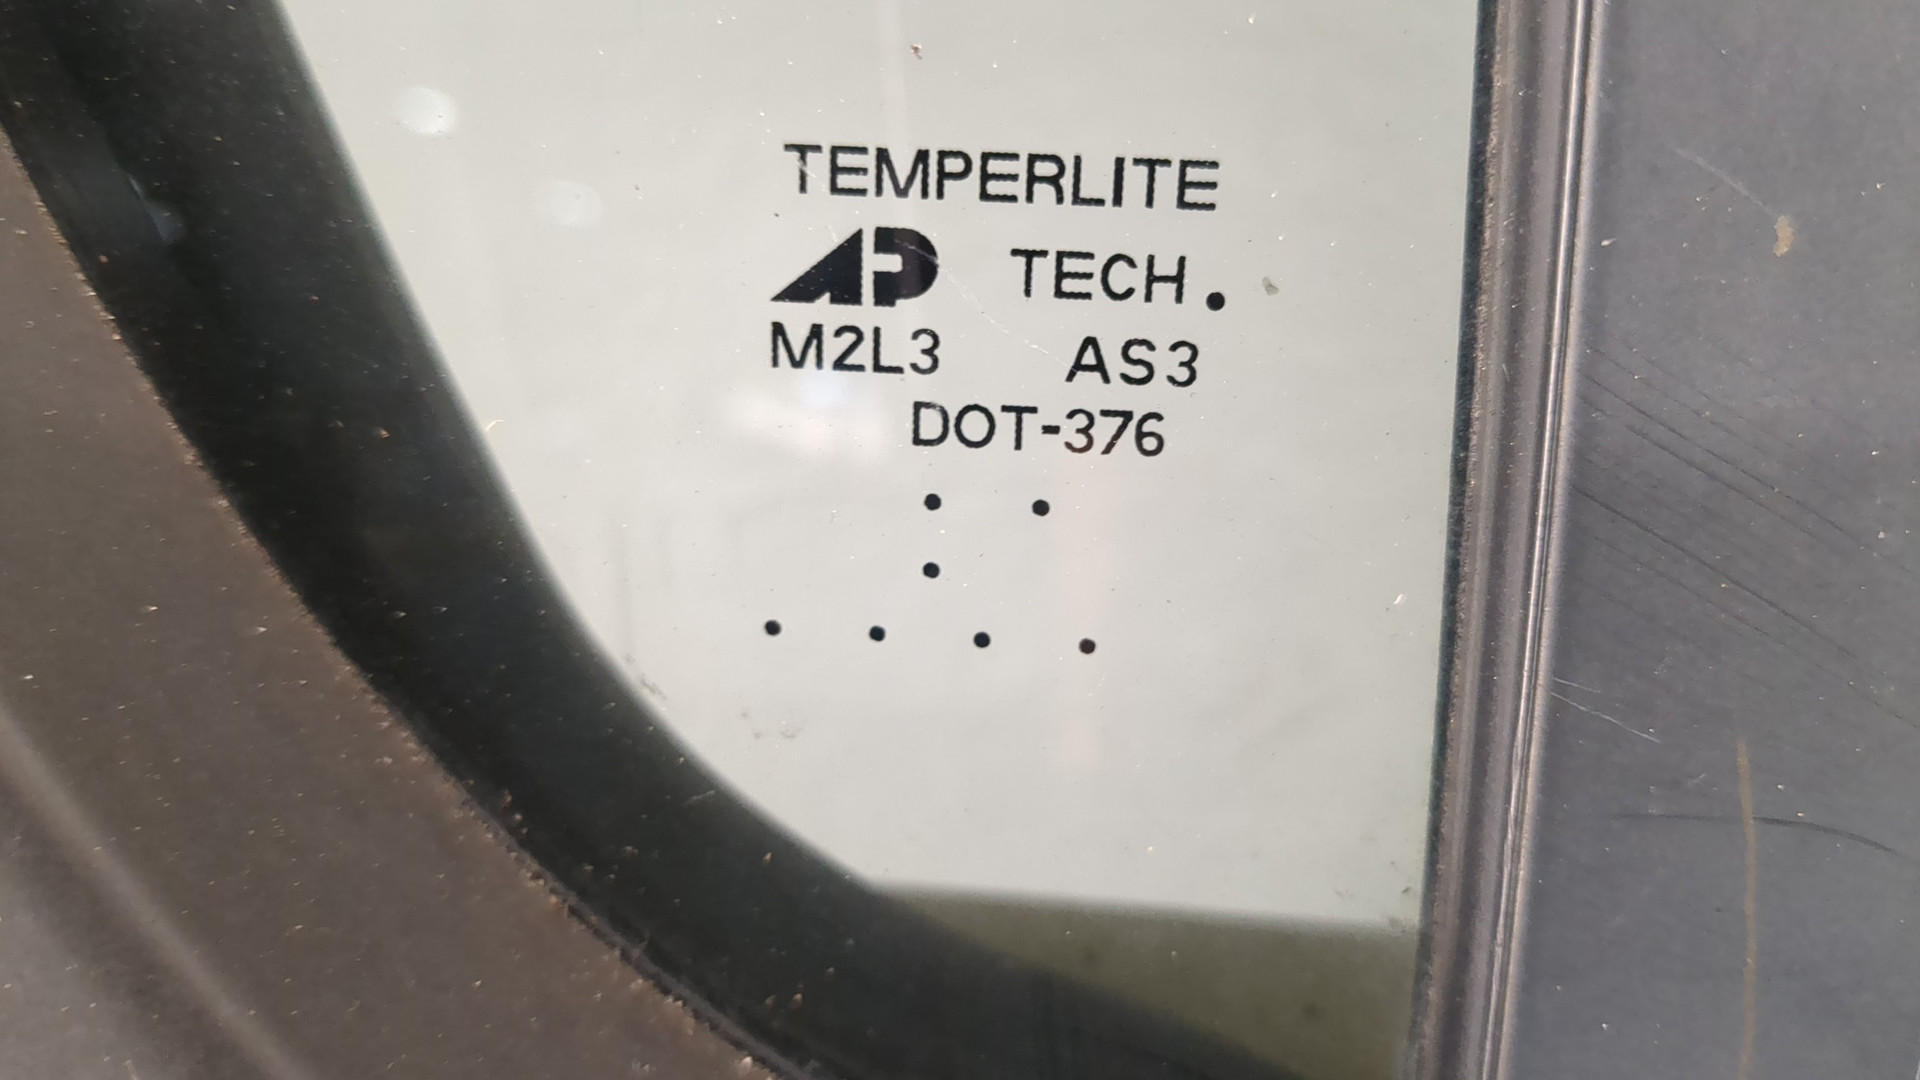 TEMPERLITE
AP TECH.
M2L3 AS3
DOT-376